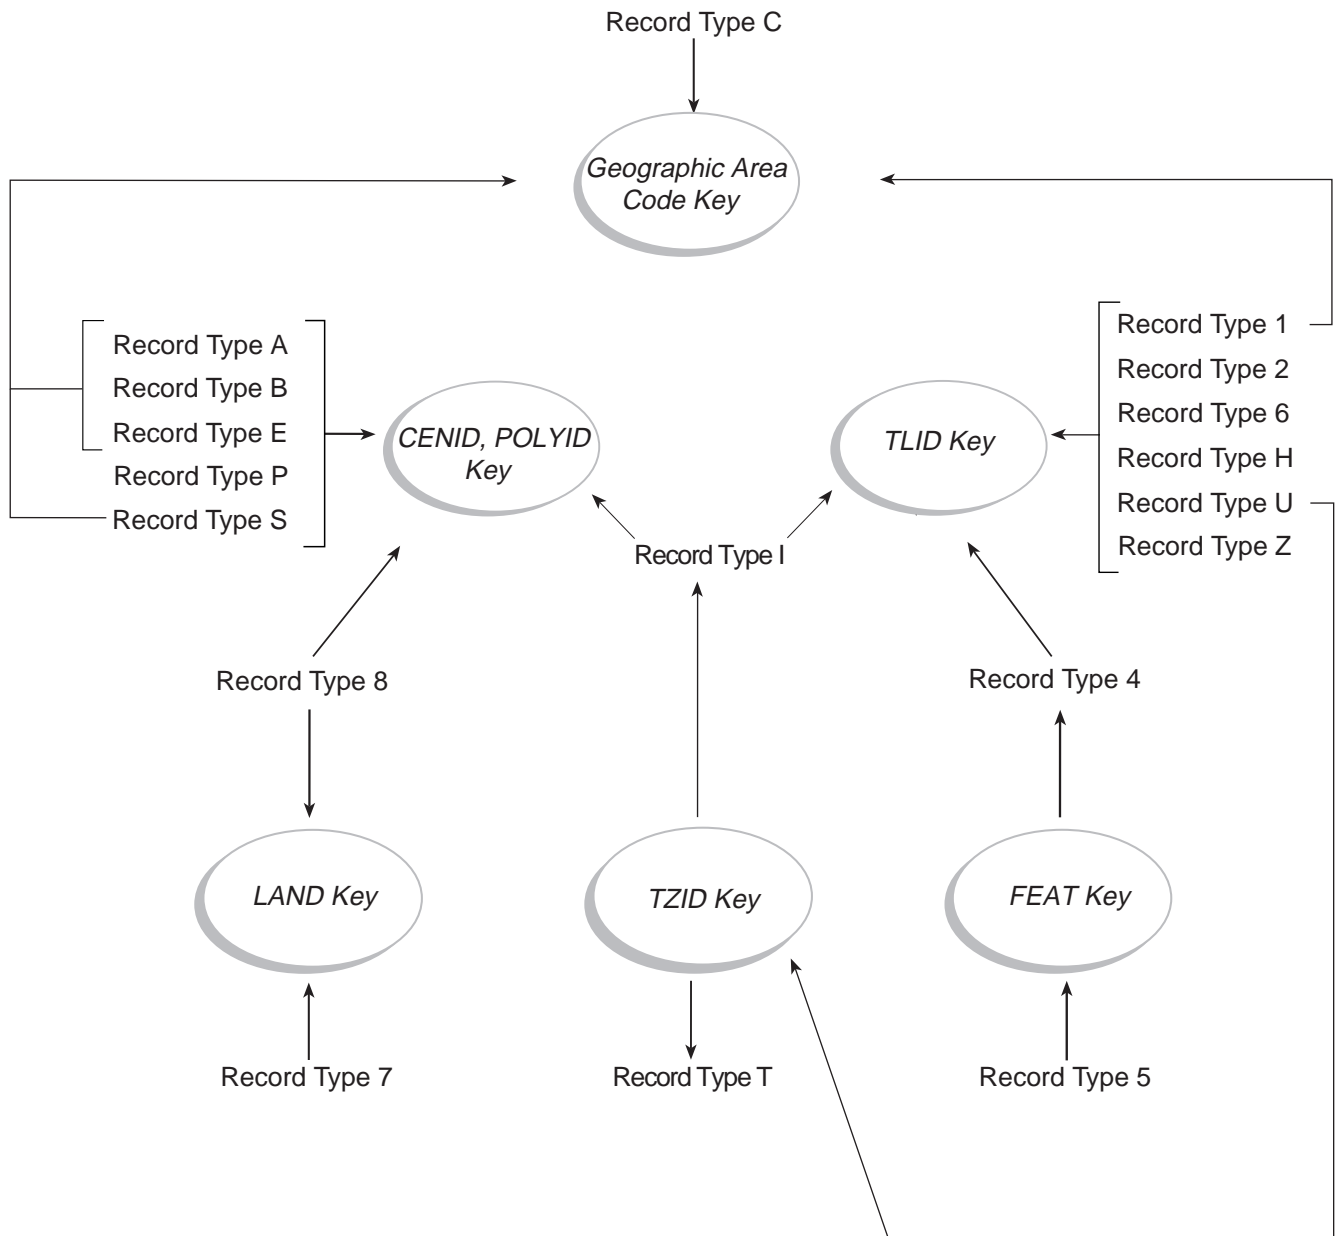 Record Type C
Geographic Area
Code Key
Record Type A
Record Type B
Record Type E
Record Type P
Record Type S
CENID, POLYID
Key
TLID Key
Record Type 1
Record Type 2
Record Type 6
Record Type H
Record Type U
Record Type Z
Record Type I
Record Type 8
Record Type 4
LAND Key
TZID Key
FEAT Key
Record Type 7
Record Type T
Record Type 5